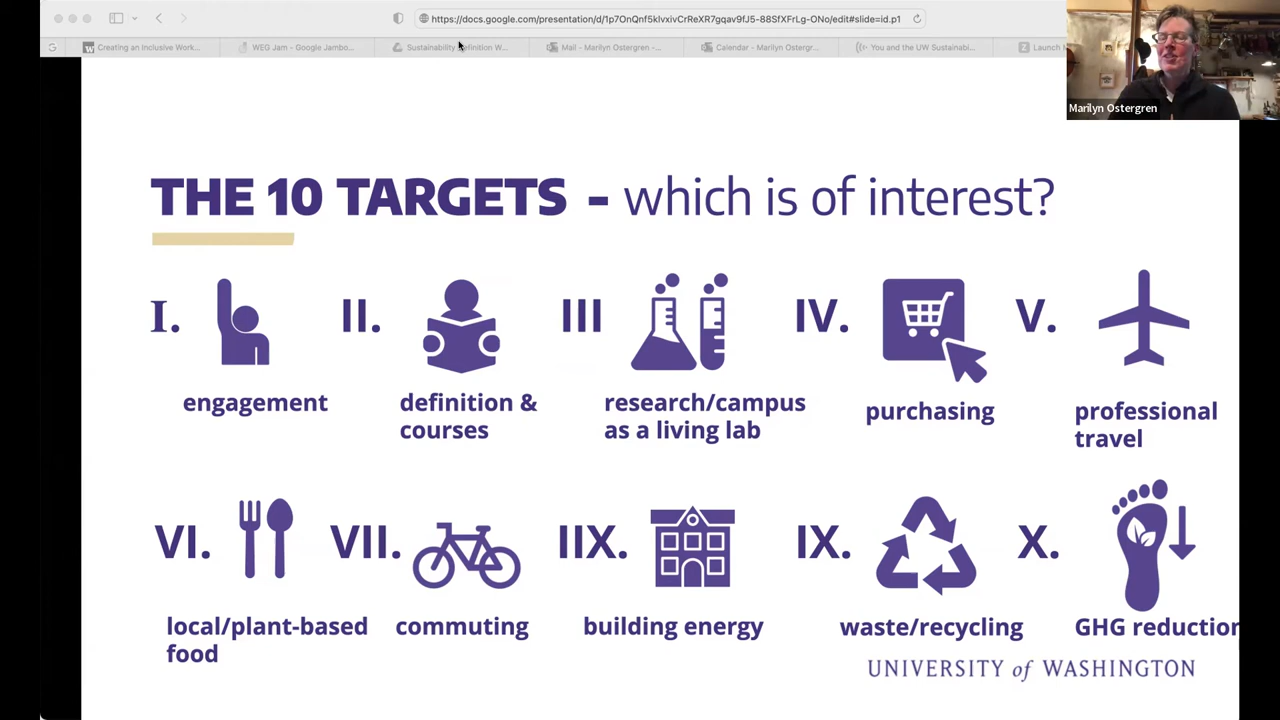 https://docs.google.com/presentation/d/1p7OnQnf5kIvxivCrReXR7gqav9fJ5-88SfXFrLg-ONo/edit#slide=id.p1
Creating an Inclusive Work...
WEG Jam - Google Jambo...
Sustainability Definition W...
Mail - Marilyn Ostergren -...
Calendar - Marilyn Ostergr...
You and the UW Sustainabi...
Launch
Marilyn Ostergren
THE 10 TARGETS - which is of interest?
I. II. III IV. V.
engagement definition & research/campus purchasing professional
courses as a living lab travel
VI. VII. IIX. IX. X.
local/plant-based commuting building energy waste/recycling GHG reduction
food
UNIVERSITY of WASHINGTON